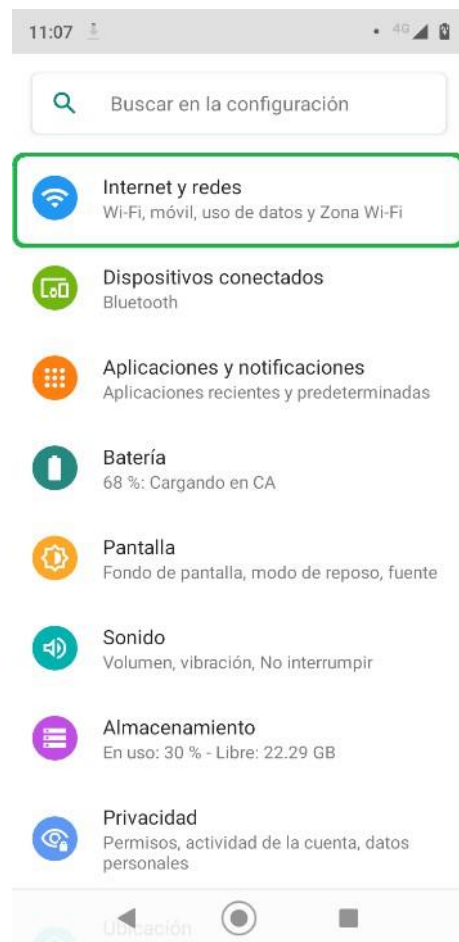 11:07
4G
Buscar en la configuración
Internet y redes
Wi-Fi, móvil, uso de datos y Zona Wi-Fi
Dispositivos conectados
Bluetooth
Aplicaciones y notificaciones
Aplicaciones recientes y predeterminadas
Batería
68 %: Cargando en CA
Pantalla
Fondo de pantalla, modo de reposo, fuente
Sonido
Volumen, vibración, No interrumpir
Almacenamiento
En uso: 30 % - Libre: 22.29 GB
Privacidad
Permisos, actividad de la cuenta, datos
personales
Ubicación